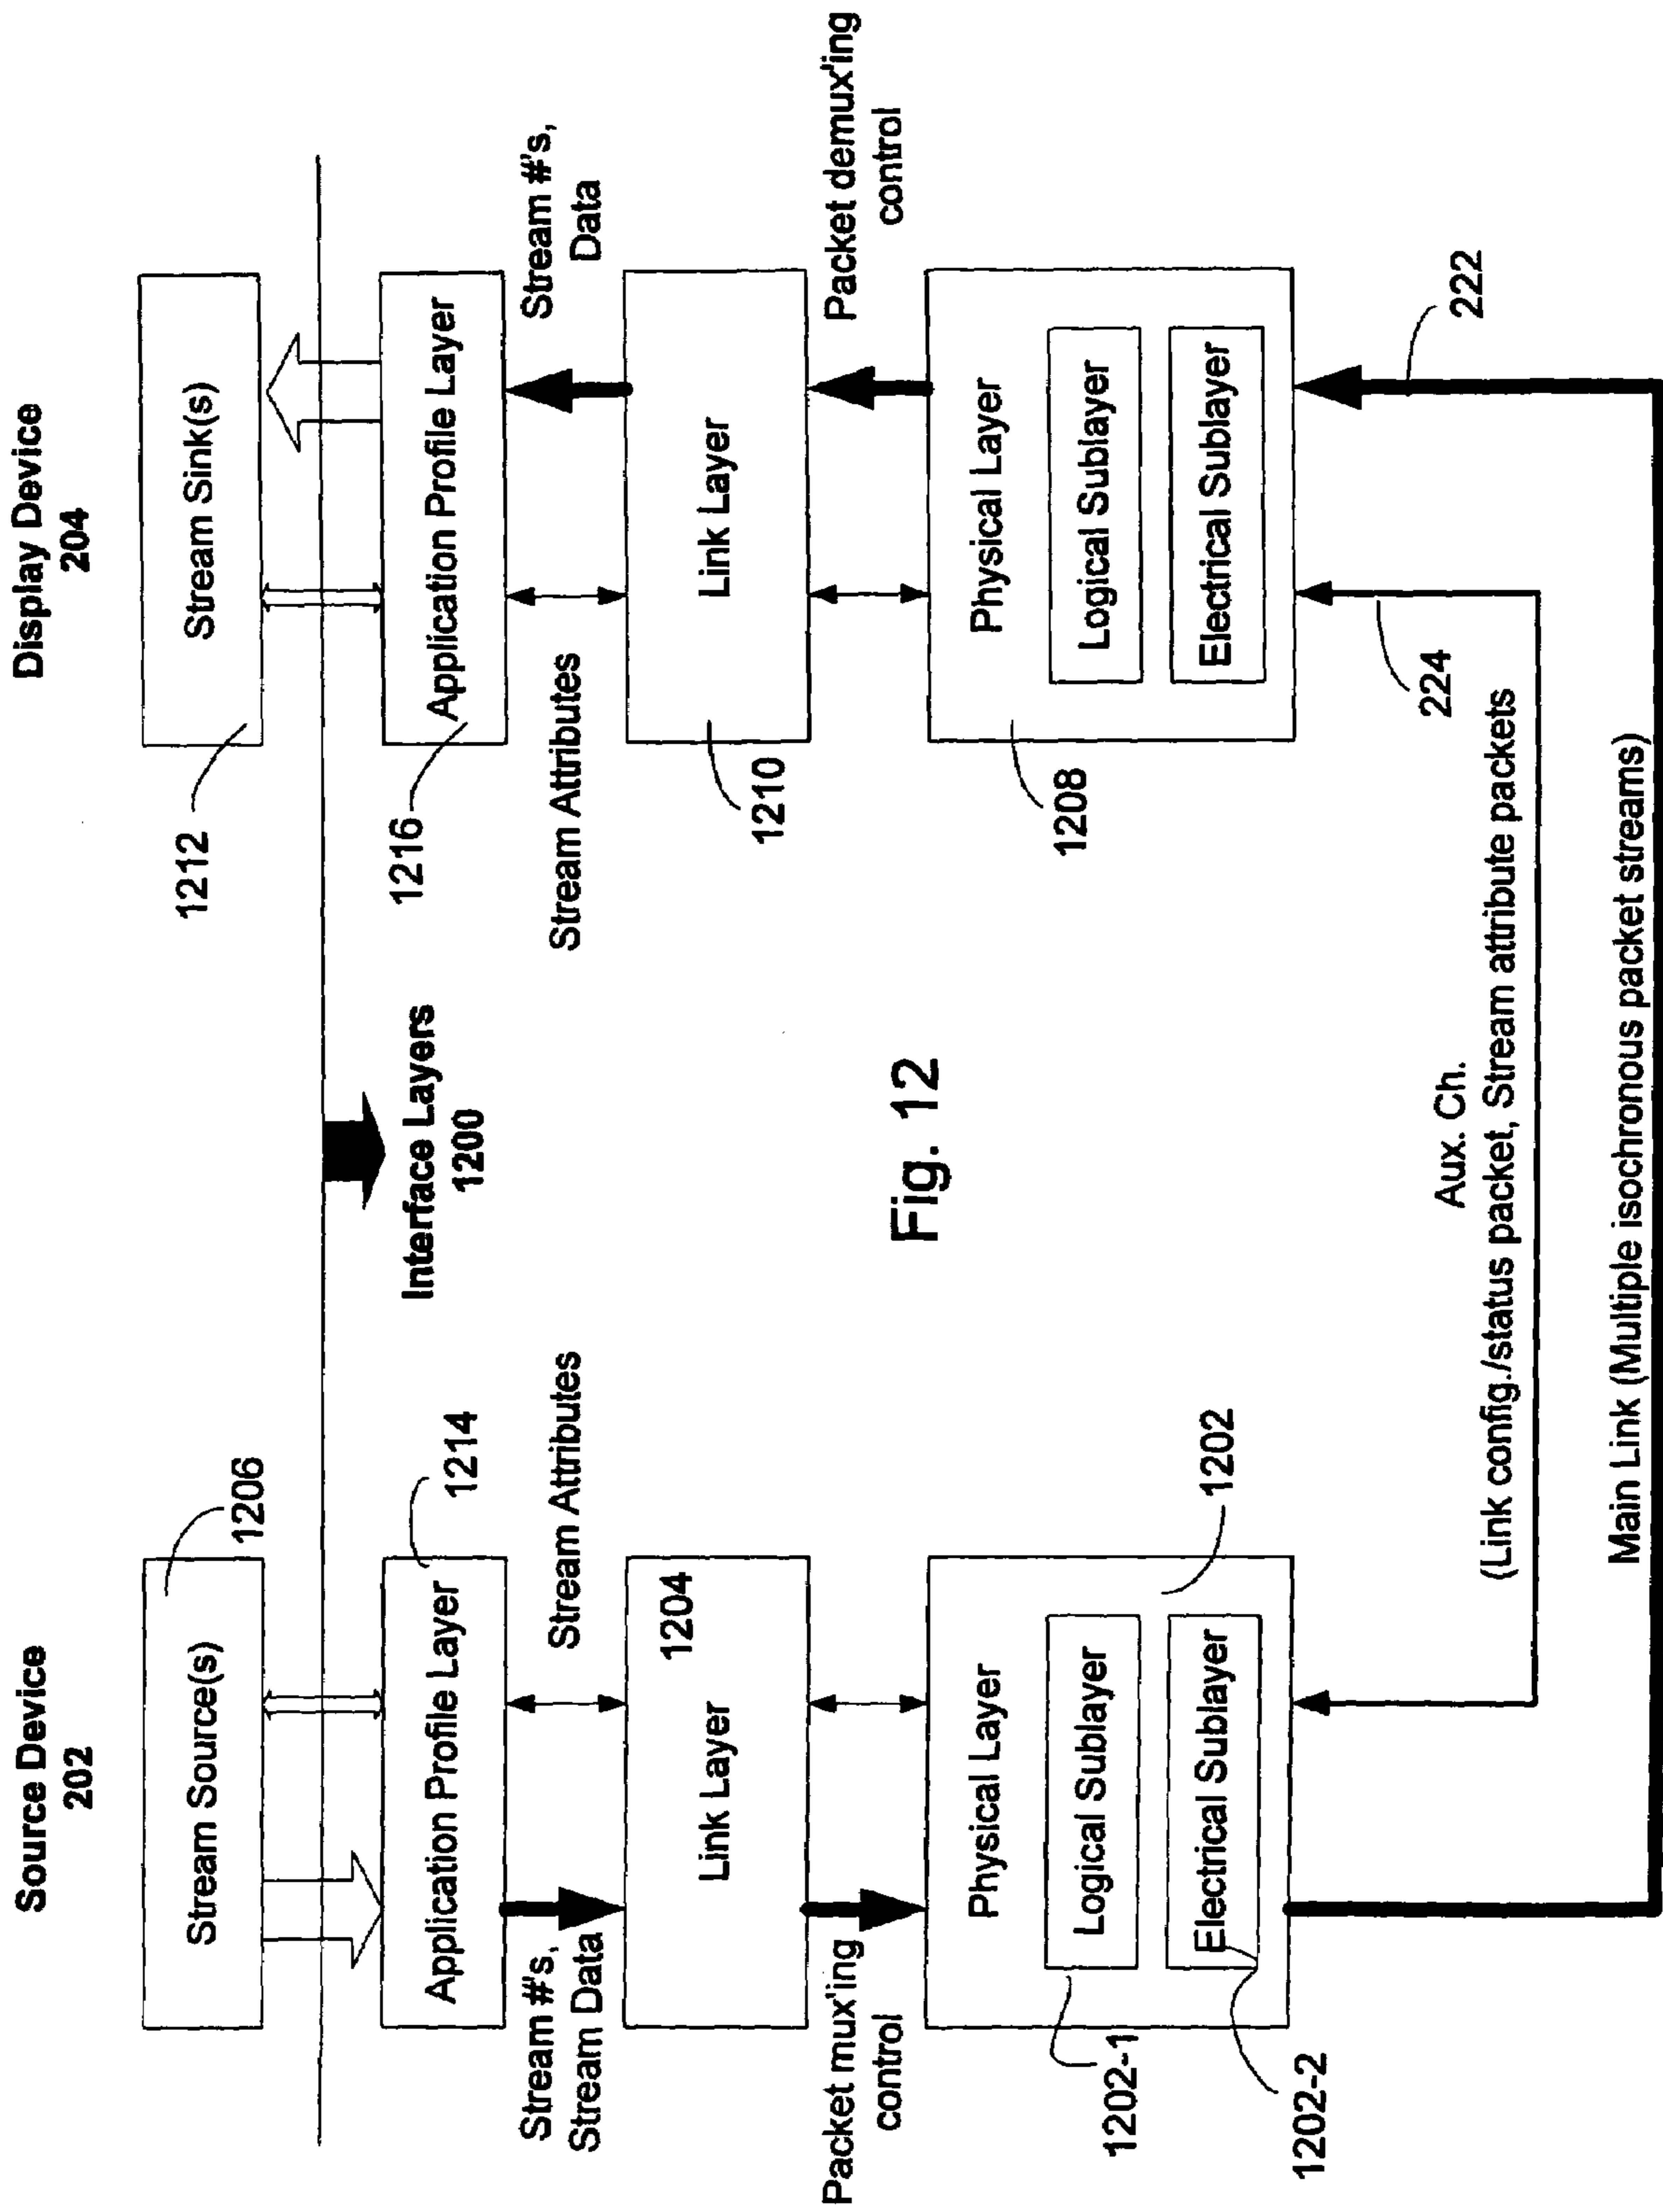 Source Device
202
Display Device
204
Stream Source(s)
1206
Stream Sink(s)
1212
Interface Layers
1200
Application Profile Layer
1214
Application Profile Layer
1216
Stream #'s,
Stream Data
Stream Attributes
Stream Attributes
Stream #'s,
Data
1204
Link Layer
Link Layer
1210
Packet mux'ing
control
Packet demux'ing
control
Fig. 12
Physical Layer
Logical Sublayer
Electrical Sublayer
1202
1202-1
1202-2
Physical Layer
Logical Sublayer
Electrical Sublayer
1208
224
222
Aux. Ch.
(Link config./status packet, Stream attribute packets
Main Link (Multiple isochronous packet streams)